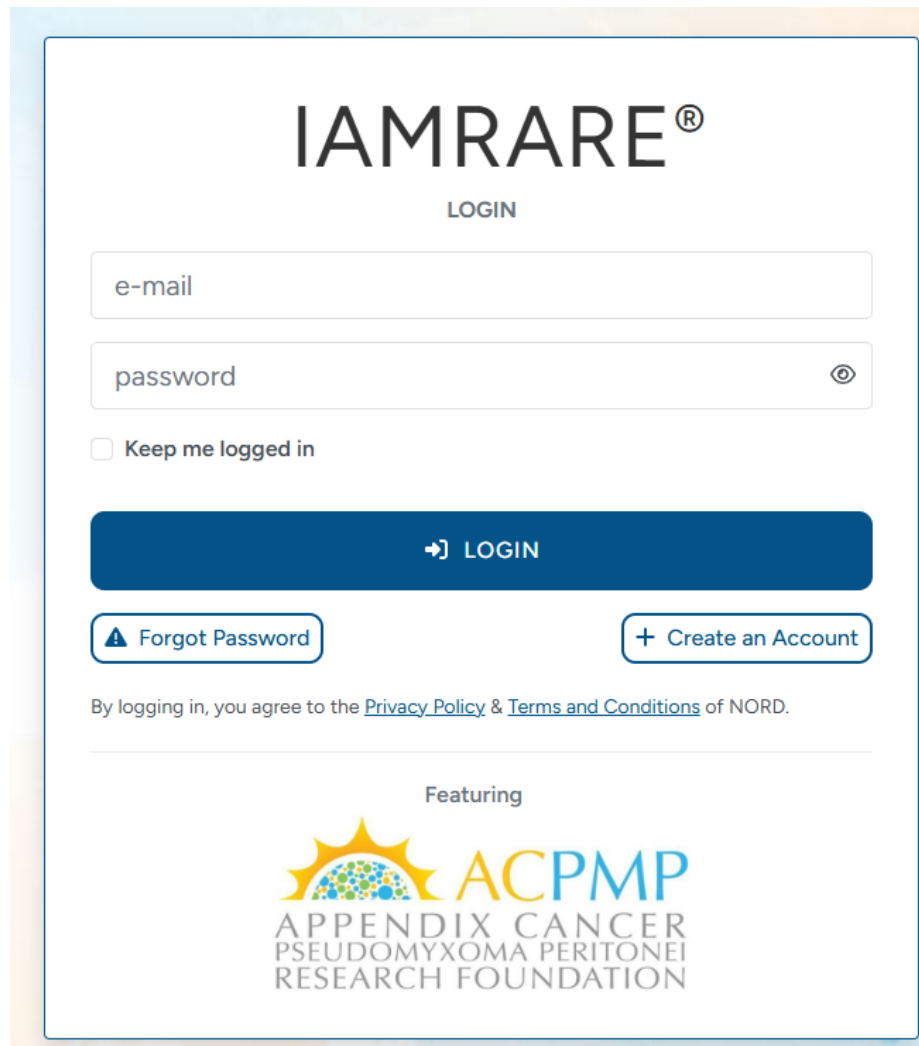 IAMRARE®
LOGIN
e-mail
password
Keep me logged in
LOGIN
Forgot Password
+ Create an Account
By logging in, you agree to the Privacy Policy & Terms and Conditions of NORD.
Featuring
ACPMP
APPENDIX CANCER
PSEUDOMYXOMA PERITONEI
RESEARCH FOUNDATION